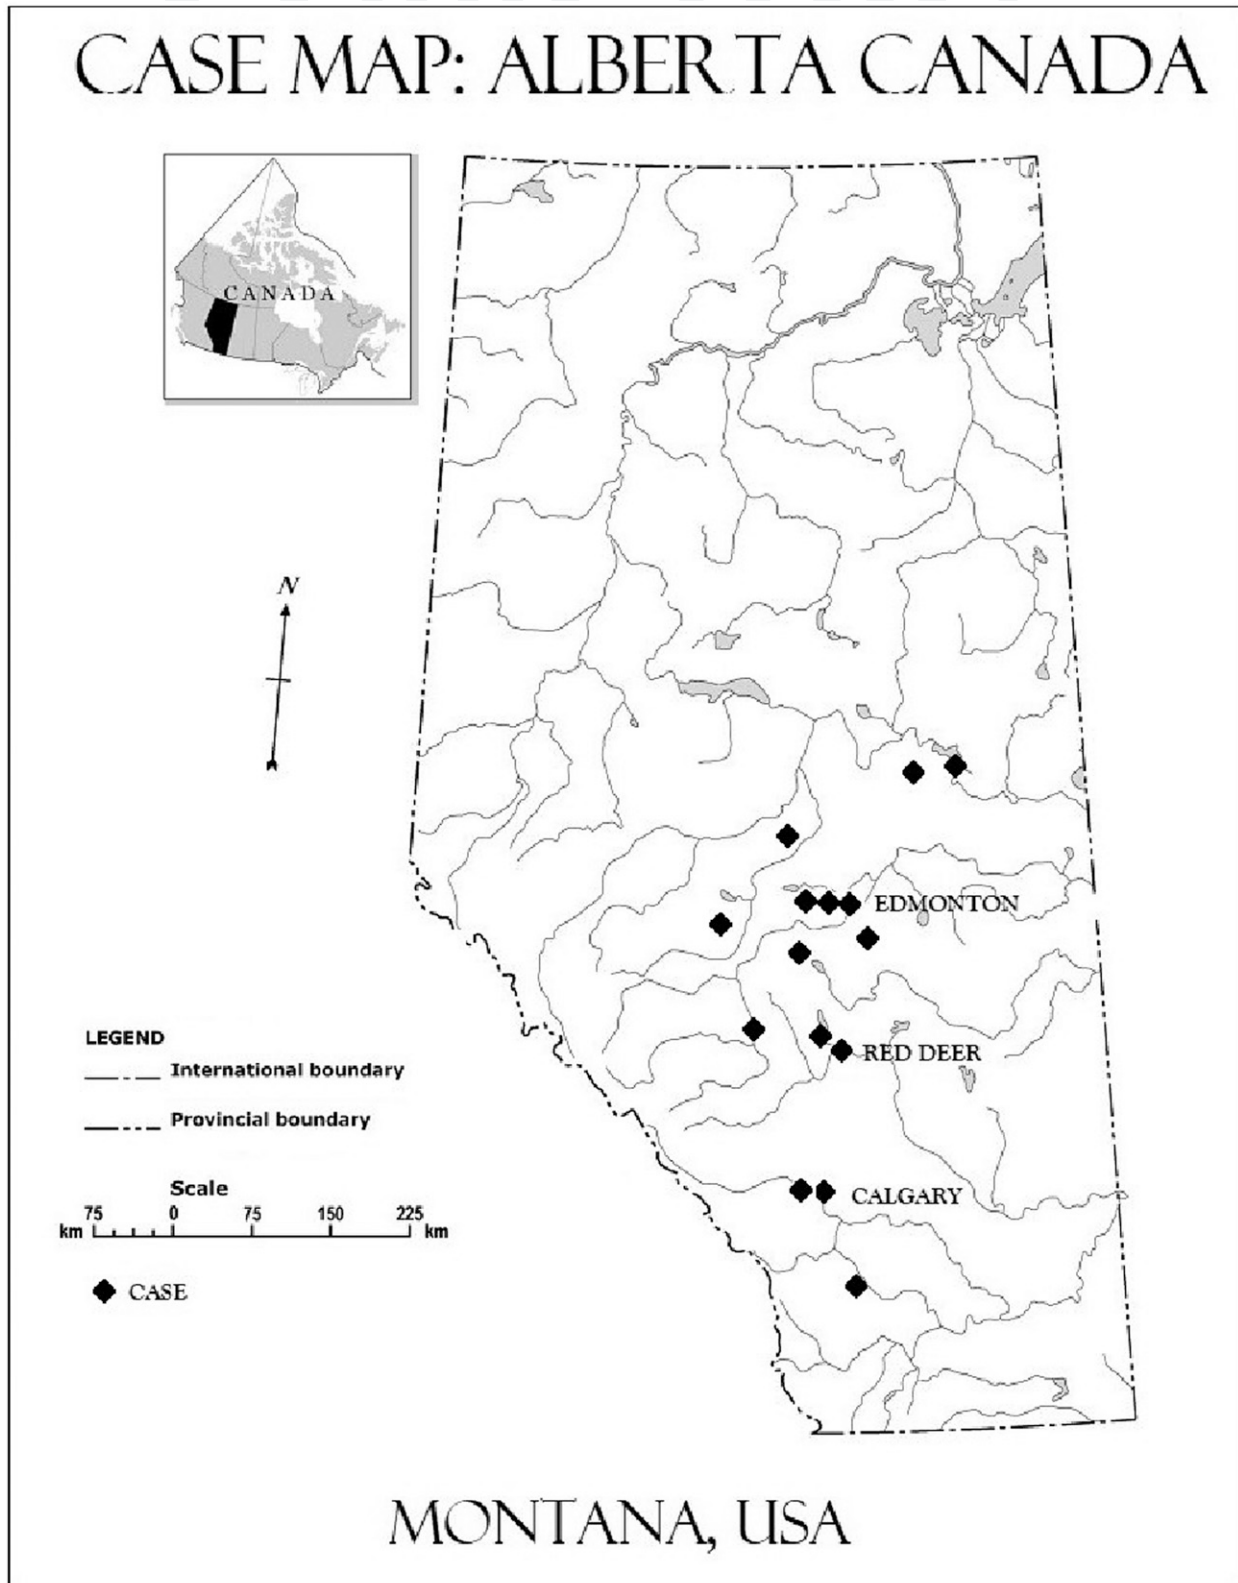 CASE MAP: ALBERTA CANADA
CANADA
N
EDMONTON
RED DEER
CALGARY
LEGEND
International boundary
Provincial boundary
Scale
75 0 75 150 225
km km
CASE
MONTANA, USA